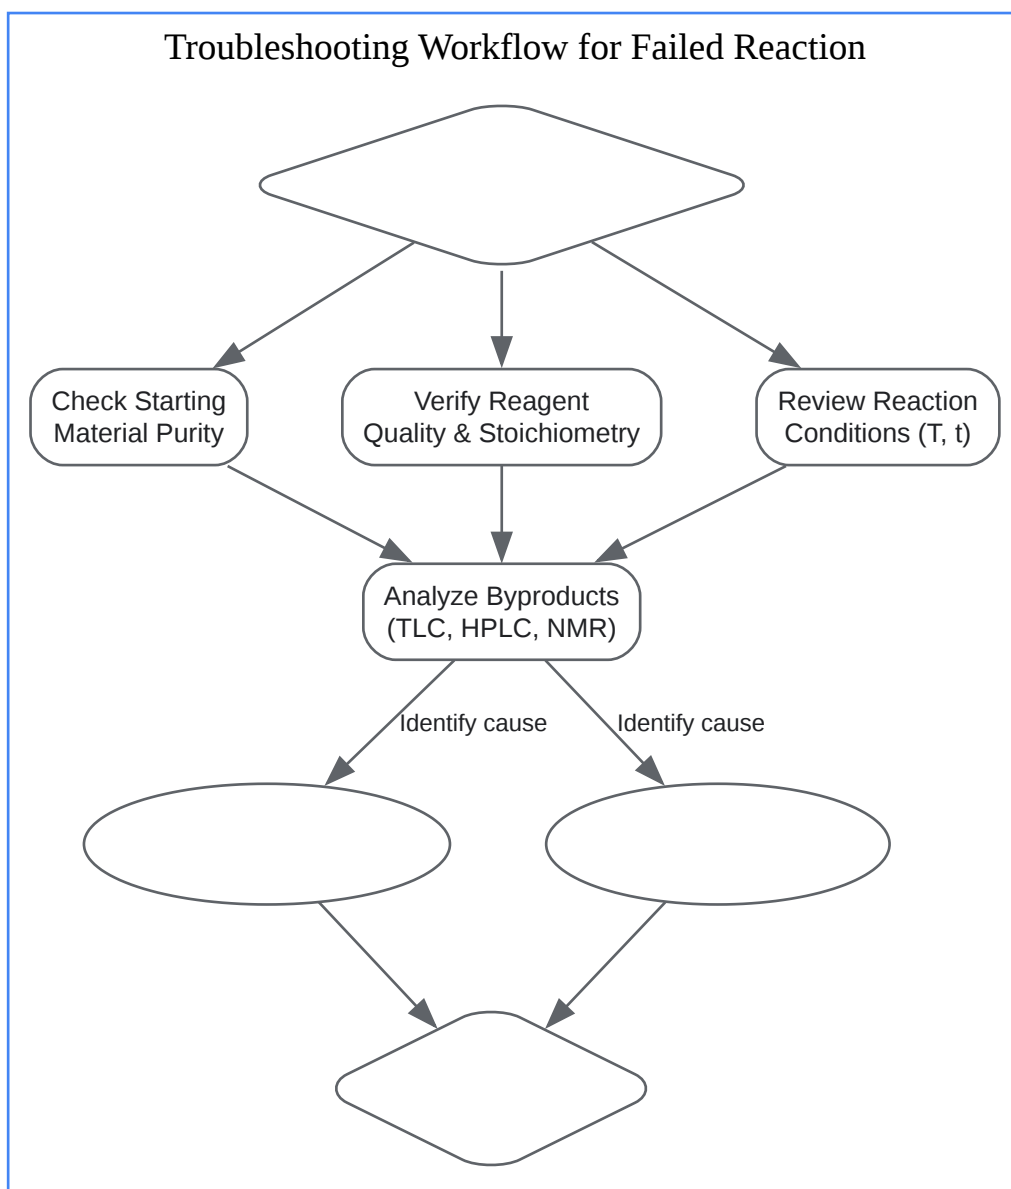 Troubleshooting Workflow for Failed Reaction
Check Starting
Material Purity
Verify Reagent
Quality & Stoichiometry
Review Reaction
Conditions (T, t)
Analyze Byproducts
(TLC, HPLC, NMR)
Identify cause
Identify cause